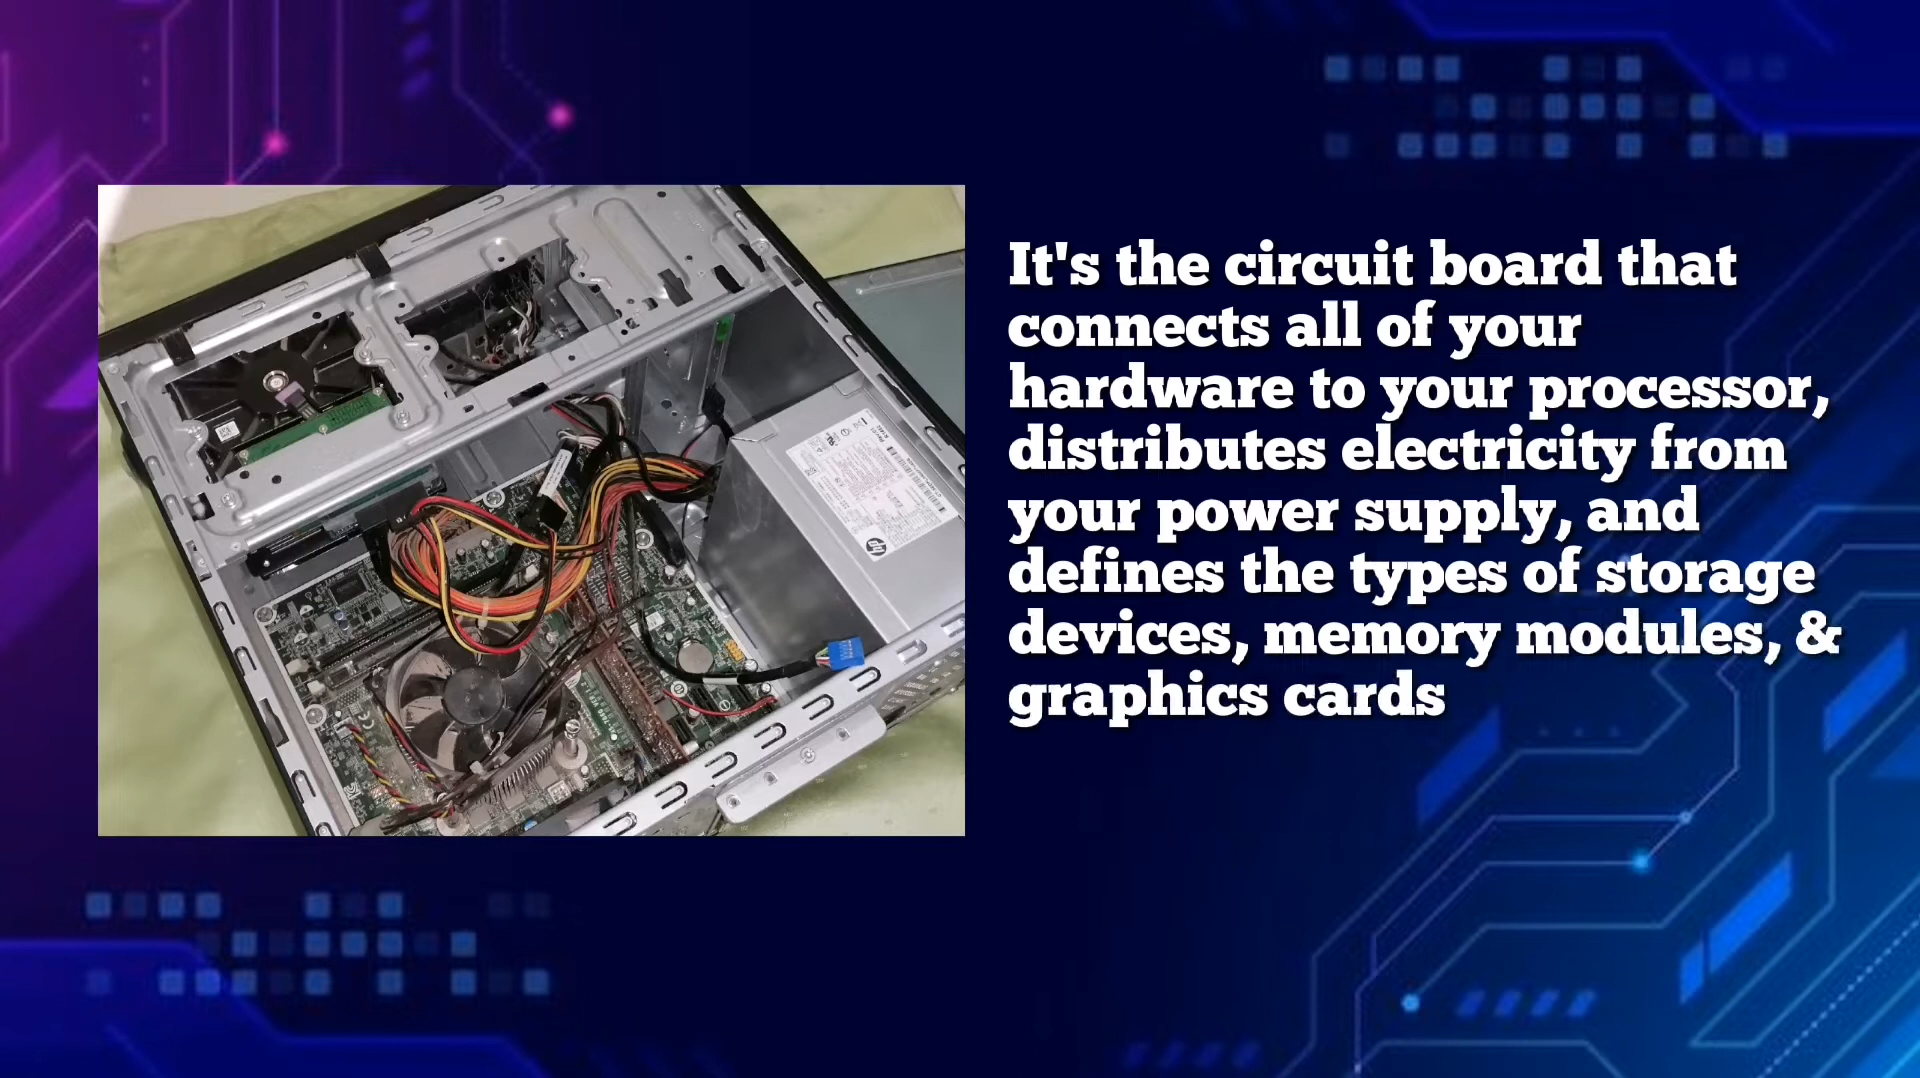 It's the circuit board that
connects all of your
hardware to your processor,
distributes electricity from
your power supply, and
defines the types of storage
devices, memory modules, &
graphics cards
hp